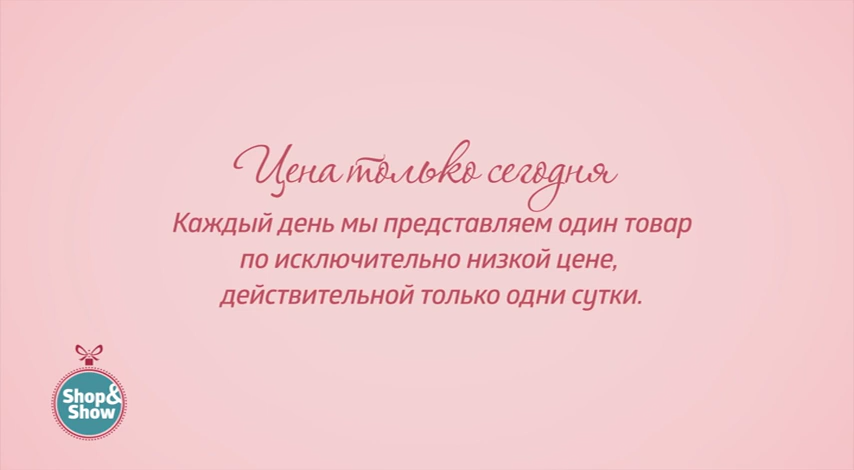 Цена только сегодня
Каждый день мы представляем один товар
по исключительно низкой цене,
действительной только одни сутки.
Shop&
Show